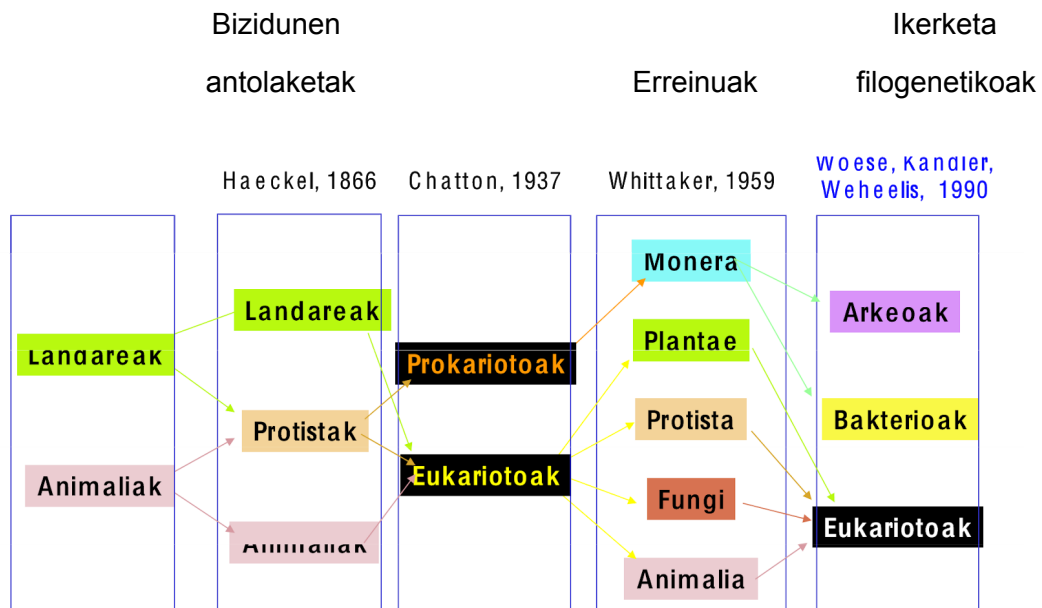 Bizidunen
antolaketak
Erreinuak
Ikerketa
filogenetikoak
Haeckel, 1866
Chatton, 1937
Whittaker, 1959
Woese, Kandler,
Weheelis, 1990
Landareak
Animaliak
Landareak
Protistak
Animaliak
Prokariotoak
Eukariotoak
Monera
Plantae
Protista
Fungi
Animalia
Arkeoak
Bakterioak
Eukariotoak